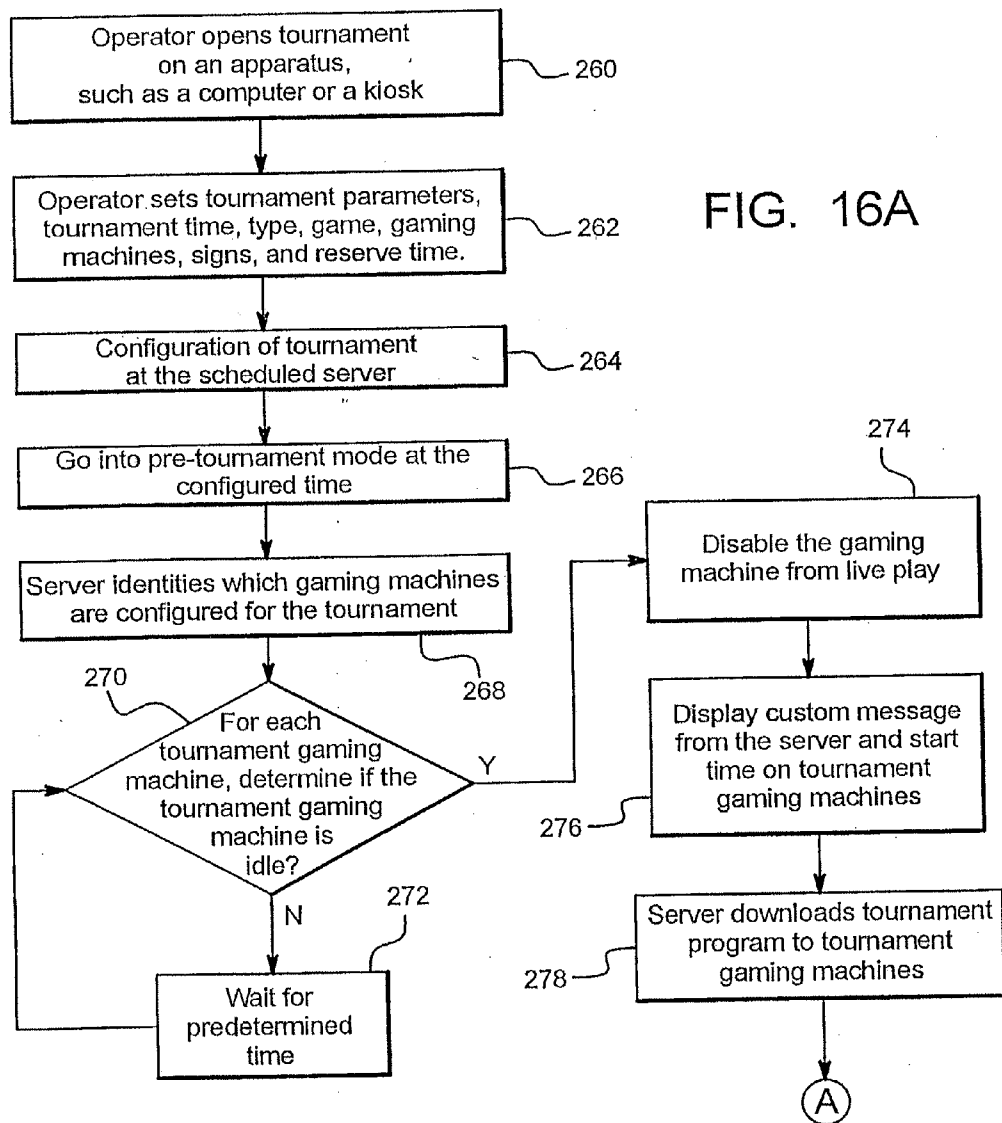 Operator opens tournament
on an apparatus,
such as a computer or a kiosk
260
Operator sets tournament parameters,
tournament time, type, game, gaming
machines, signs, and reserve time.
262
FIG. 16A
Configuration of tournament
at the scheduled server
264
Go into pre-tournament mode at the
configured time
266
Server identities which gaming machines
are configured for the tournament
268
270
For each
tournament gaming
machine, determine if the
tournament gaming
machine is
idle?
Y
N
272
Wait for
predetermined
time
274
Disable the gaming
machine from live play
Display custom message
from the server and start
time on tournament
gaming machines
276
Server downloads tournament
program to tournament
gaming machines
278
A